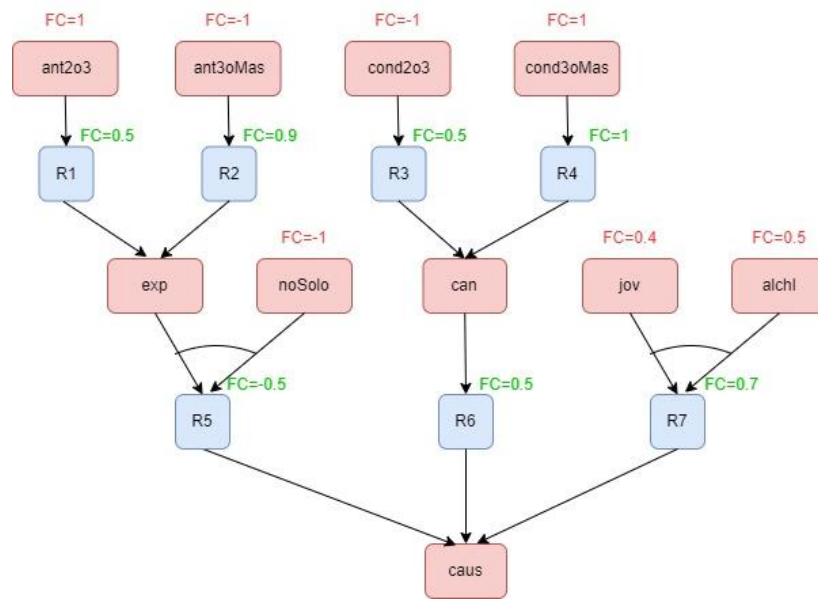 FC=1 FC=-1 FC=-1 FC=1
ant2o3 ant3oMas cond2o3 cond3oMas
FC=0.5 FC=0.9 FC=0.5 FC=1
R1 R2 R3 R4
FC=-1 FC=0.4 FC=0.5
exp noSolo can jov alchl
FC=-0.5 FC=0.5 FC=0.7
R5 R6 R7
caus